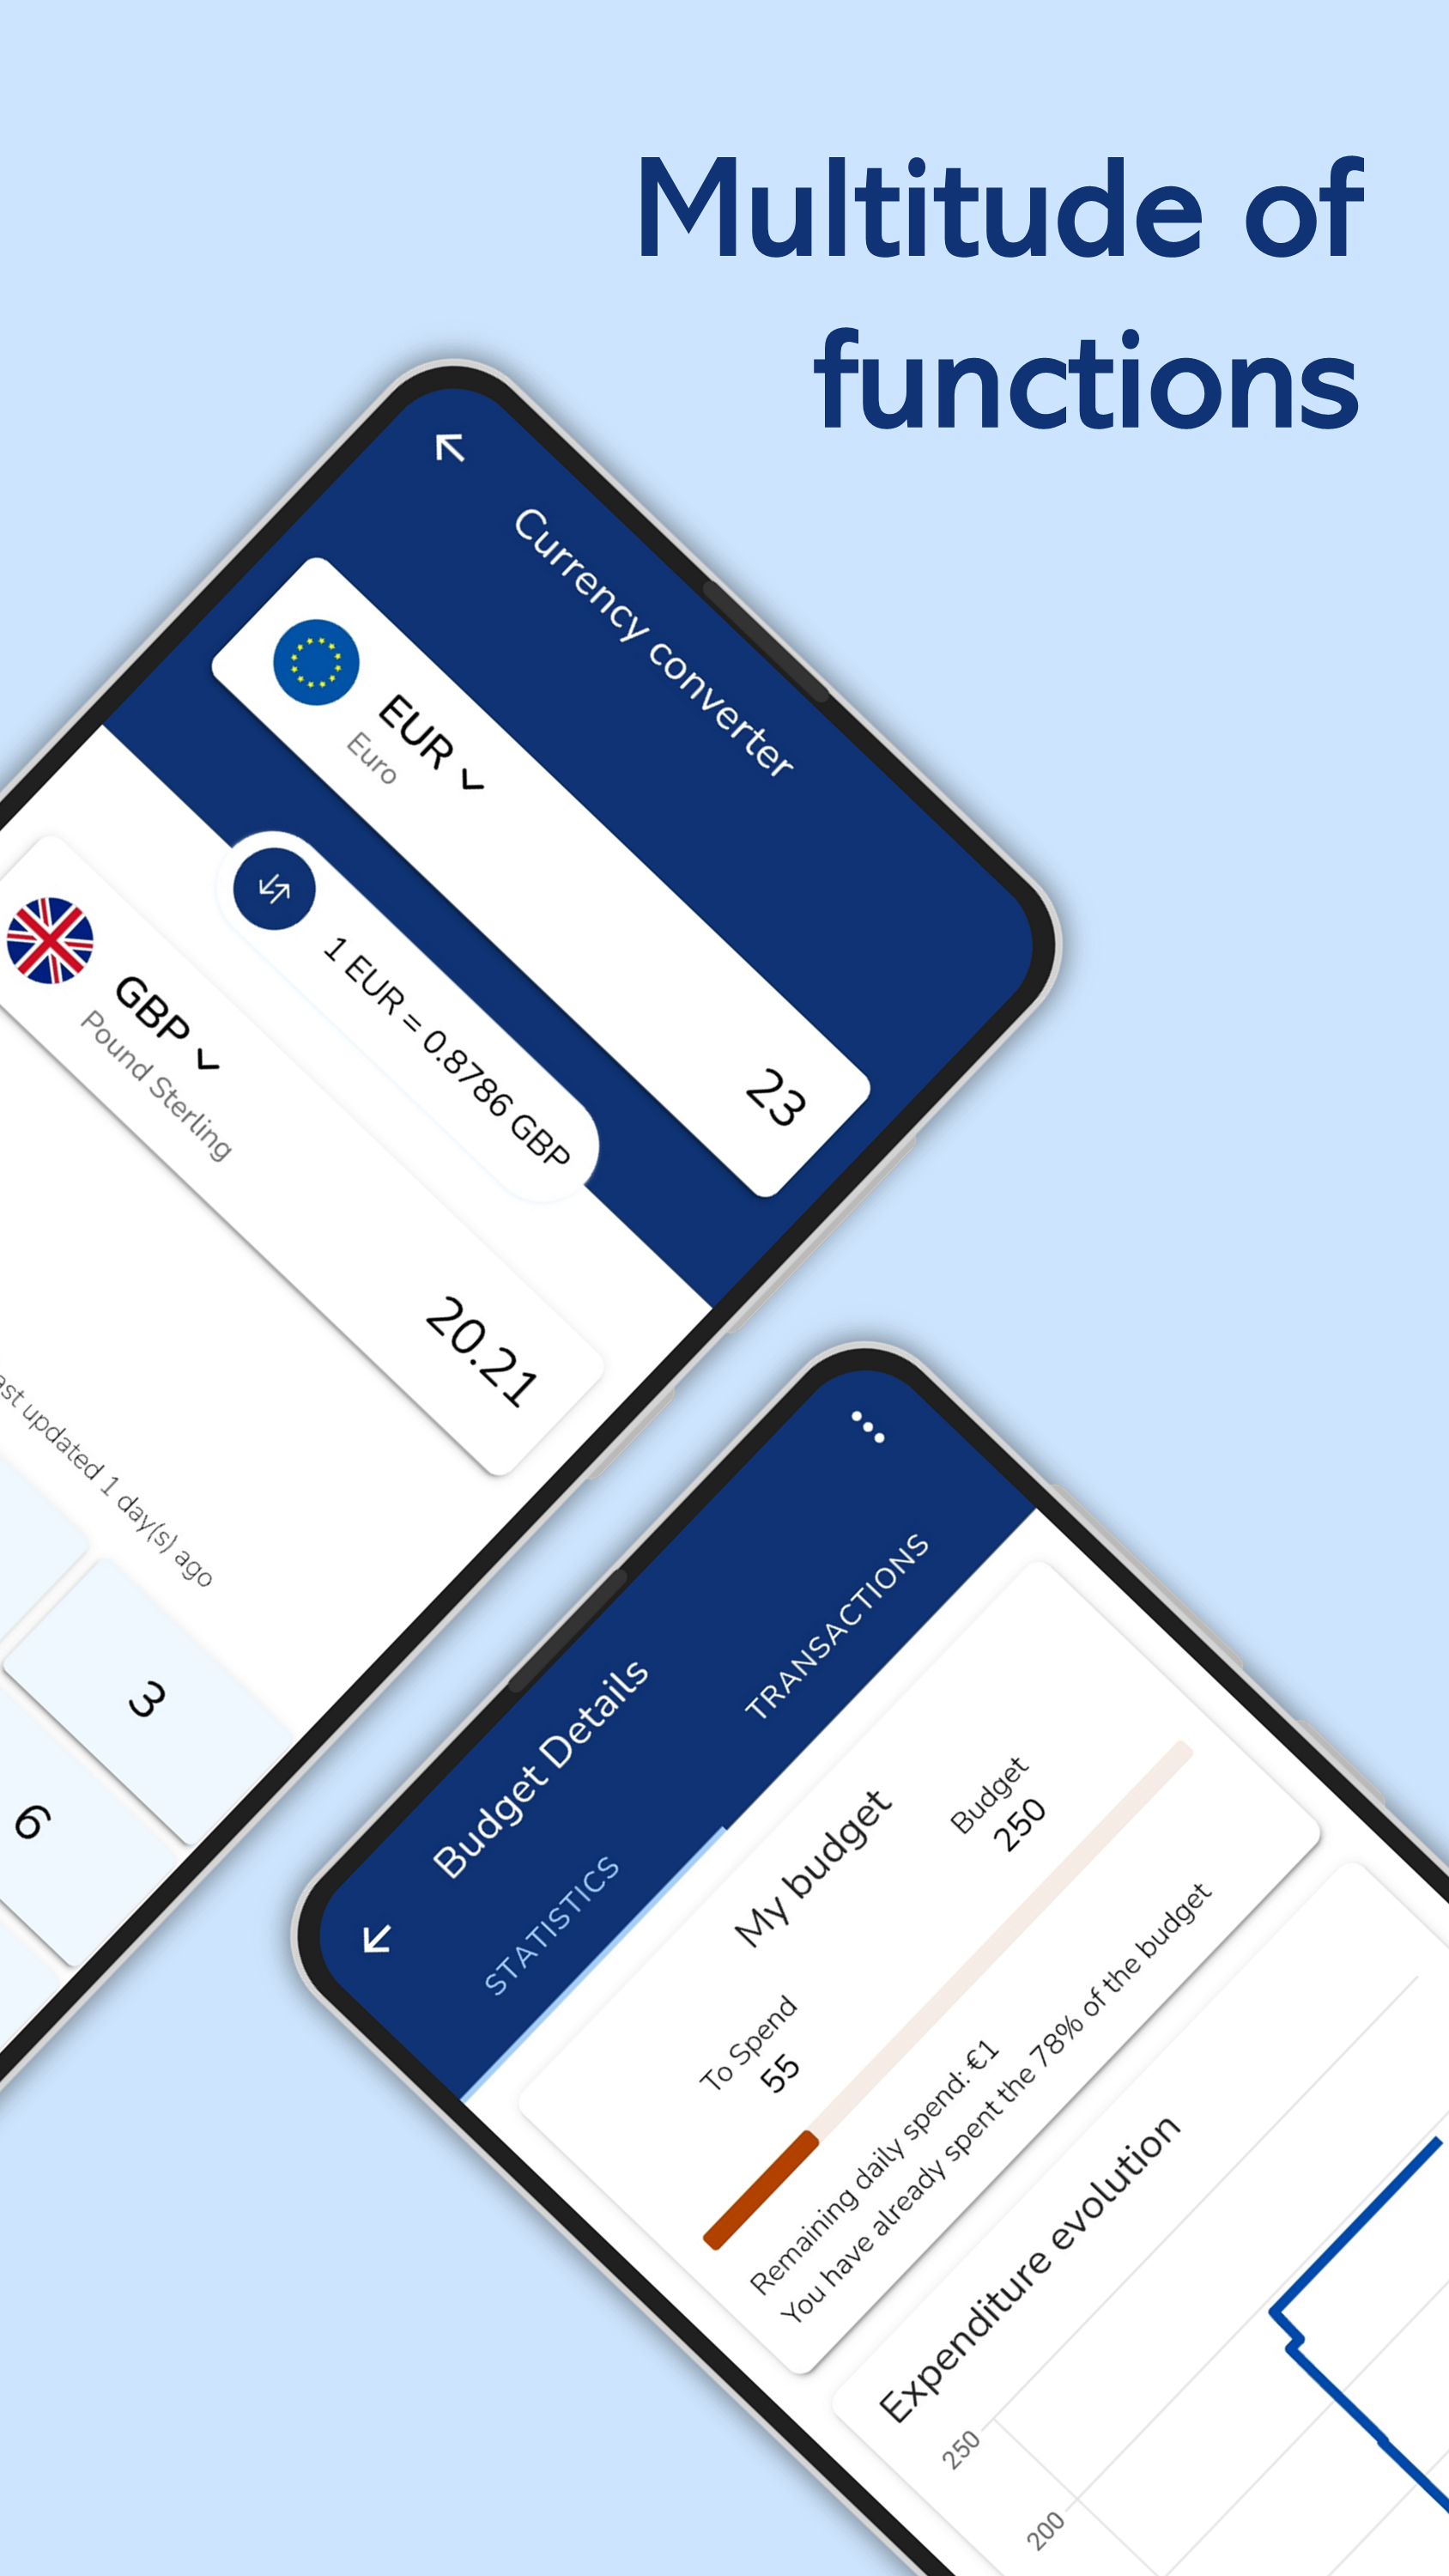 Multitude of
functions
Currency converter
EUR
Euro
23
1 EUR = 0.8786 GBP
GBP
Pound Sterling
20.21
updated 1 day(s) ago
3
6
Budget Details
STATISTICS
TRANSACTIONS
My budget
To Spend
55
Budget
250
Remaining daily spend: €1
You have already spent the 78% of the budget
Expenditure evolution
250
200